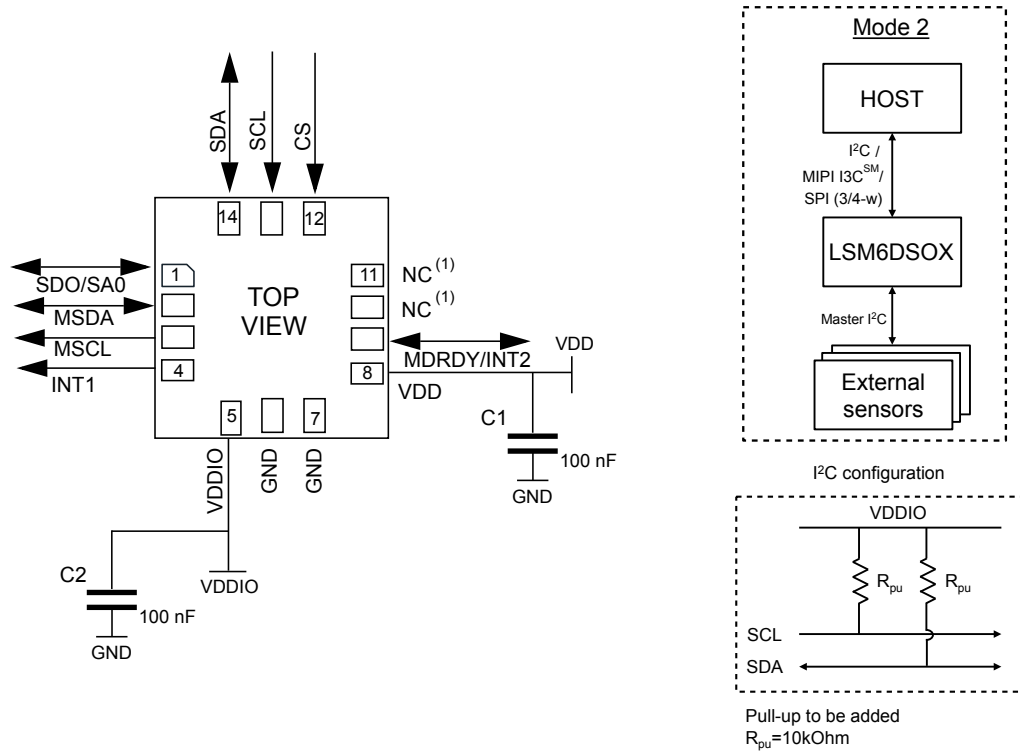 SDA
SCL
CS
14
12
1
11
4
8
5
7
TOP
VIEW
SDO/SA0
MSDA
MSCL
INT1
NC (1)
NC (1)
MDRDY/INT2
VDD
VDD
C1
100 nF
GND
VDDIO
GND
GND
C2
100 nF
GND
VDDIO
Mode 2
HOST
I²C /
MIPI I3C^SM/
SPI (3/4-w)
LSM6DSOX
Master I²C
External
sensors
I²C configuration
VDDIO
Rpu
Rpu
SCL
SDA
Pull-up to be added
Rpu=10kOhm